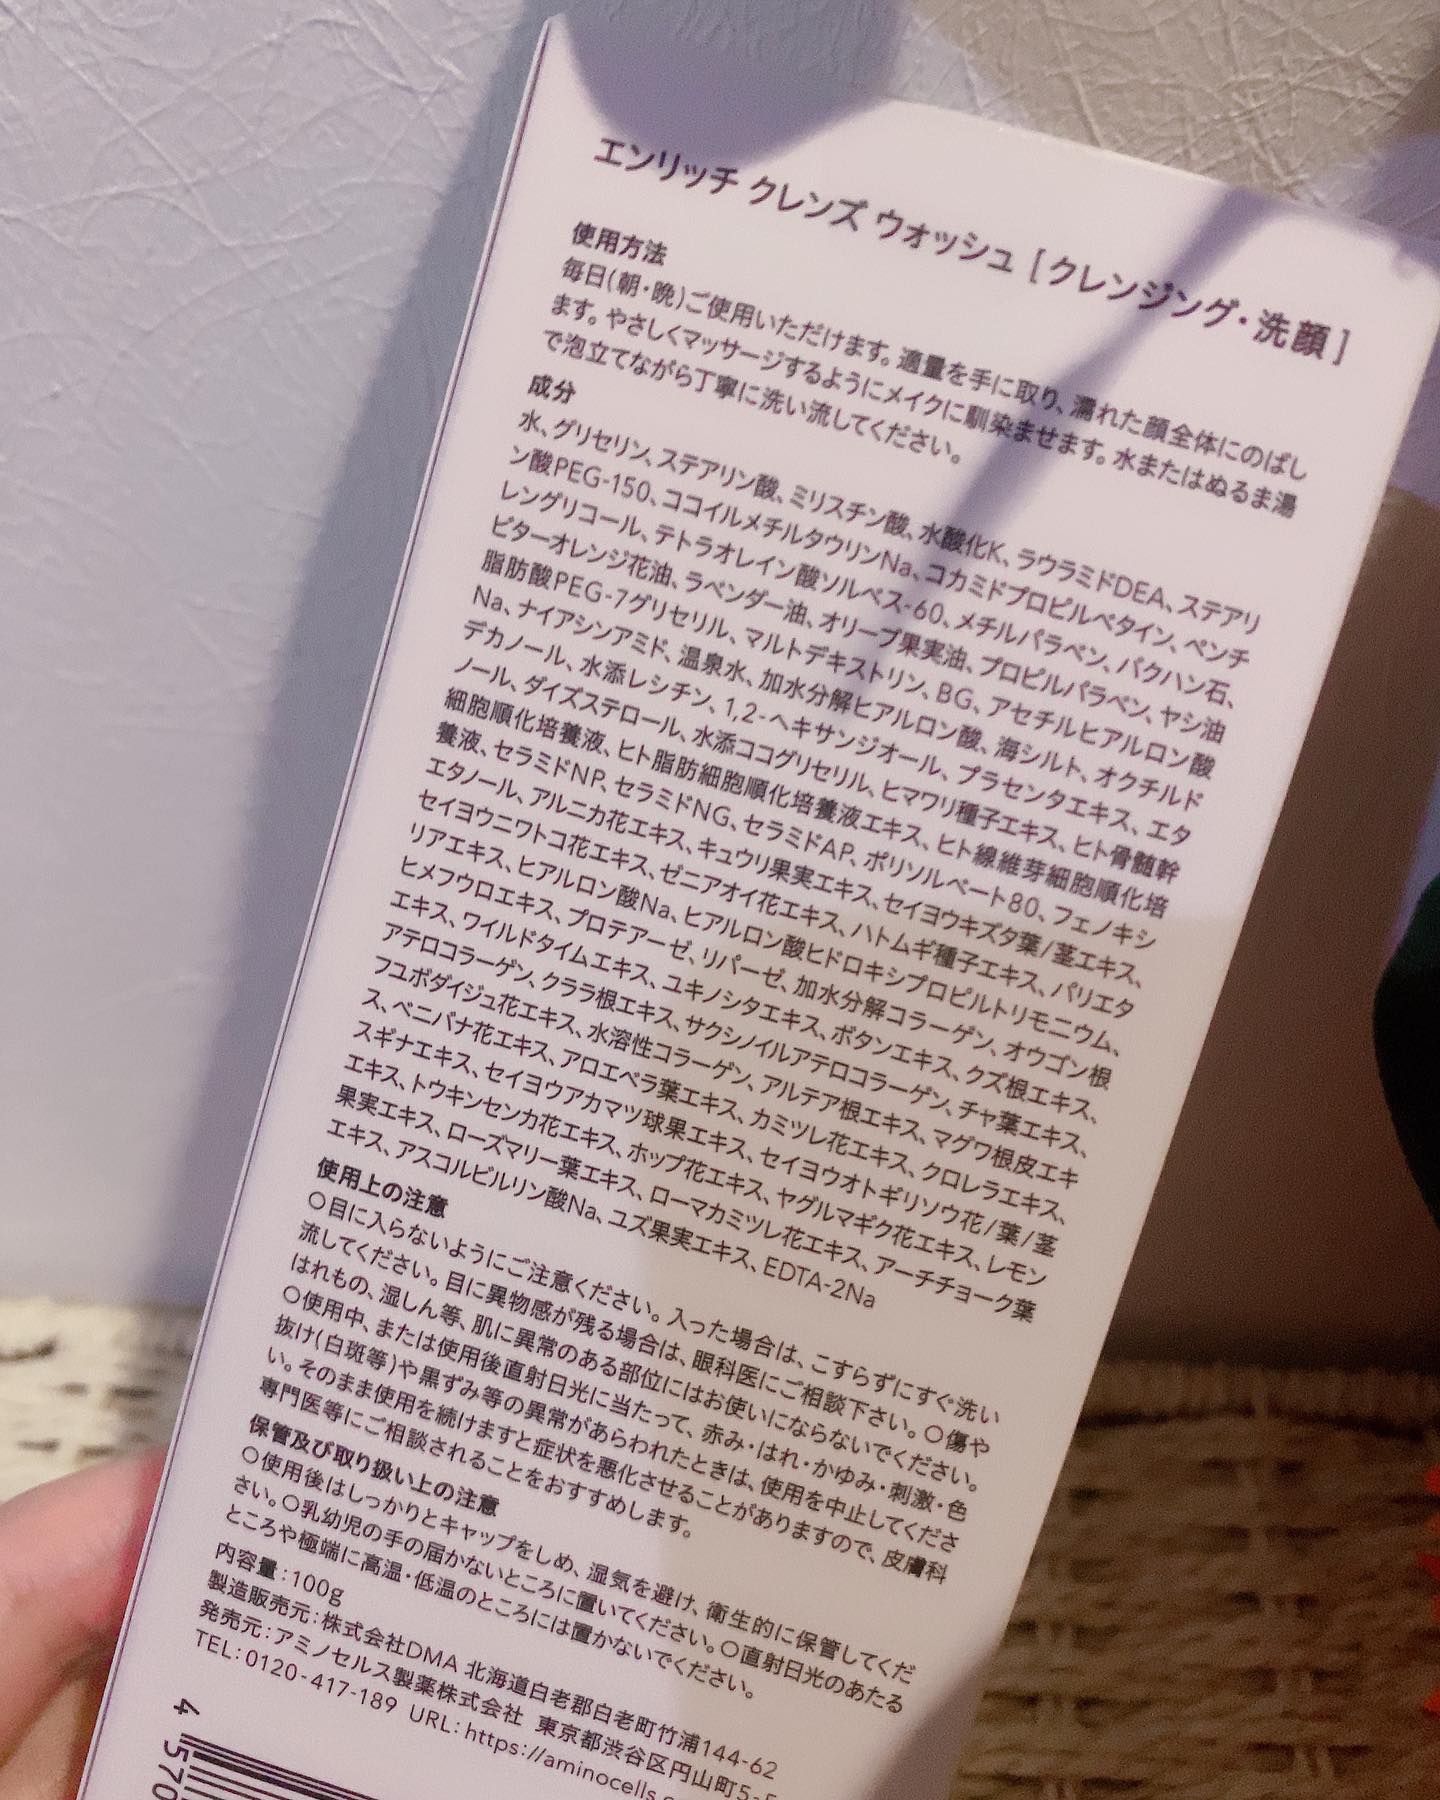 エンリッチ クレンズ ウォッシュ [クレンジング・洗顔]
使用方法
毎日(朝・晩)ご使用いただけます。適量を手に取り、濡れた顔全体にのばし
ます。やさしくマッサージするようにメイクに馴染ませます。水またはぬるま湯
で泡立てながら丁寧に洗い流してください。
成分
水、グリセリン、ステアリン酸、ミリスチン酸、水酸化K、ラウラミドDEA、ステアリ
ン酸PEG-150、ココイルメチルタウリンNa、コカミドプロピルベタイン、ペンチ
レングリコール、テトラオレイン酸ソルベス-60、メチルパラベン、バクハン石、
ビターオレンジ花油、ラベンダー油、オリーブ果実油、プロピルパラベン、ヤシ油
脂肪酸PEG-7グリセリル、マルトデキストリン、BG、アセチルヒアルロン酸
Na、ナイアシンアミド、温泉水、加水分解ヒアルロン酸、海シルト、オクチルド
デカノール、水添レシチン、1,2-ヘキサンジオール、プラセンタエキス、エタ
ノール、ダイズステロール、水添ココグリセリル、ヒマワリ種子エキス、ヒト骨髄幹
細胞順化培養液、ヒト脂肪細胞順化培養液エキス、ヒト線維芽細胞順化培
養液、セラミドNP、セラミドNG、セラミドAP、ポリソルベート80、フェノキシ
エタノール、アルニカ花エキス、キュウリ果実エキス、セイヨウキズタ葉/茎エキス、
セイヨウニワトコ花エキス、ゼニアオイ花エキス、ハトムギ種子エキス、パリエタ
リアエキス、ヒアルロン酸Na、ヒアルロン酸ヒドロキシプロピルトリモニウム、
ヒメフウロエキス、プロテアーゼ、リパーゼ、加水分解コラーゲン、オウゴン根
エキス、ワイルドタイムエキス、ユキノシタエキス、ボタンエキス、クズ根エキス、
アテロコラーゲン、クララ根エキス、サクシノイルアテロコラーゲン、チャ葉エキス、
フユボダイジュ花エキス、水溶性コラーゲン、アルテア根エキス、マグワ根皮エキ
ス、ベニバナ花エキス、アロエベラ葉エキス、カミツレ花エキス、クロレラエキス、
スギナエキス、セイヨウアカマツ球果エキス、セイヨウオトギリソウ花/葉/茎
エキス、トウキンセンカ花エキス、ホップ花エキス、ヤグルマギク花エキス、レモン
果実エキス、ローズマリー葉エキス、ローマカミツレ花エキス、アーチチョーク葉
エキス、アスコルビルリン酸Na、ユズ果実エキス、EDTA-2Na
使用上の注意
○目に入らないようにご注意ください。入った場合は、こすらずにすぐ洗い
流してください。目に異物感が残る場合は、眼科医にご相談下さい。○傷や
はれもの、湿しん等、肌に異常のある部位にはお使いにならないでください。
○使用中、または使用後直射日光に当たって、赤み・はれ・かゆみ・刺激・色
抜け(白斑等)や黒ずみ等の異常があらわれたときは、使用を中止してくださ
い。そのまま使用を続けますと症状を悪化させることがありますので、皮膚科
専門医等にご相談されることをおすすめします。
保管及び取り扱い上の注意
○使用後はしっかりとキャップをしめ、湿気を避け、衛生的に保管してくだ
さい。○乳幼児の手の届かないところに置いてください。○直射日光のあたる
ところや極端に高温・低温のところには置かないでください。
内容量：100g
製造販売元：株式会社DMA 北海道白老郡白老町竹浦144-62
発売元：アミノセルス製薬株式会社 東京都渋谷区円山町5-5
TEL：0120-417-189 URL：https://aminocells.
4 570